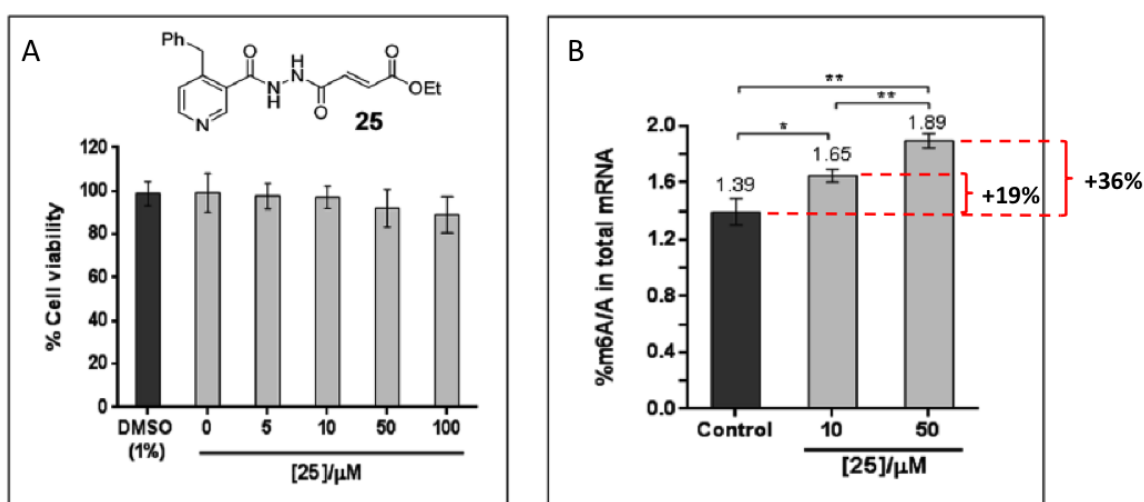 A
Ph
O
H
N
N
H
O
O
OEt
N
25
% Cell viability
120
100
80
60
40
20
0
DMSO
(1%)
0 5 10 50 100
[25]/μM
B
**
**
*
1.39
1.65
1.89
+19%
+36%
%m6A/A in total mRNA
2.0
1.6
1.2
0.8
0.4
0.0
Control 10 50
[25]/μM